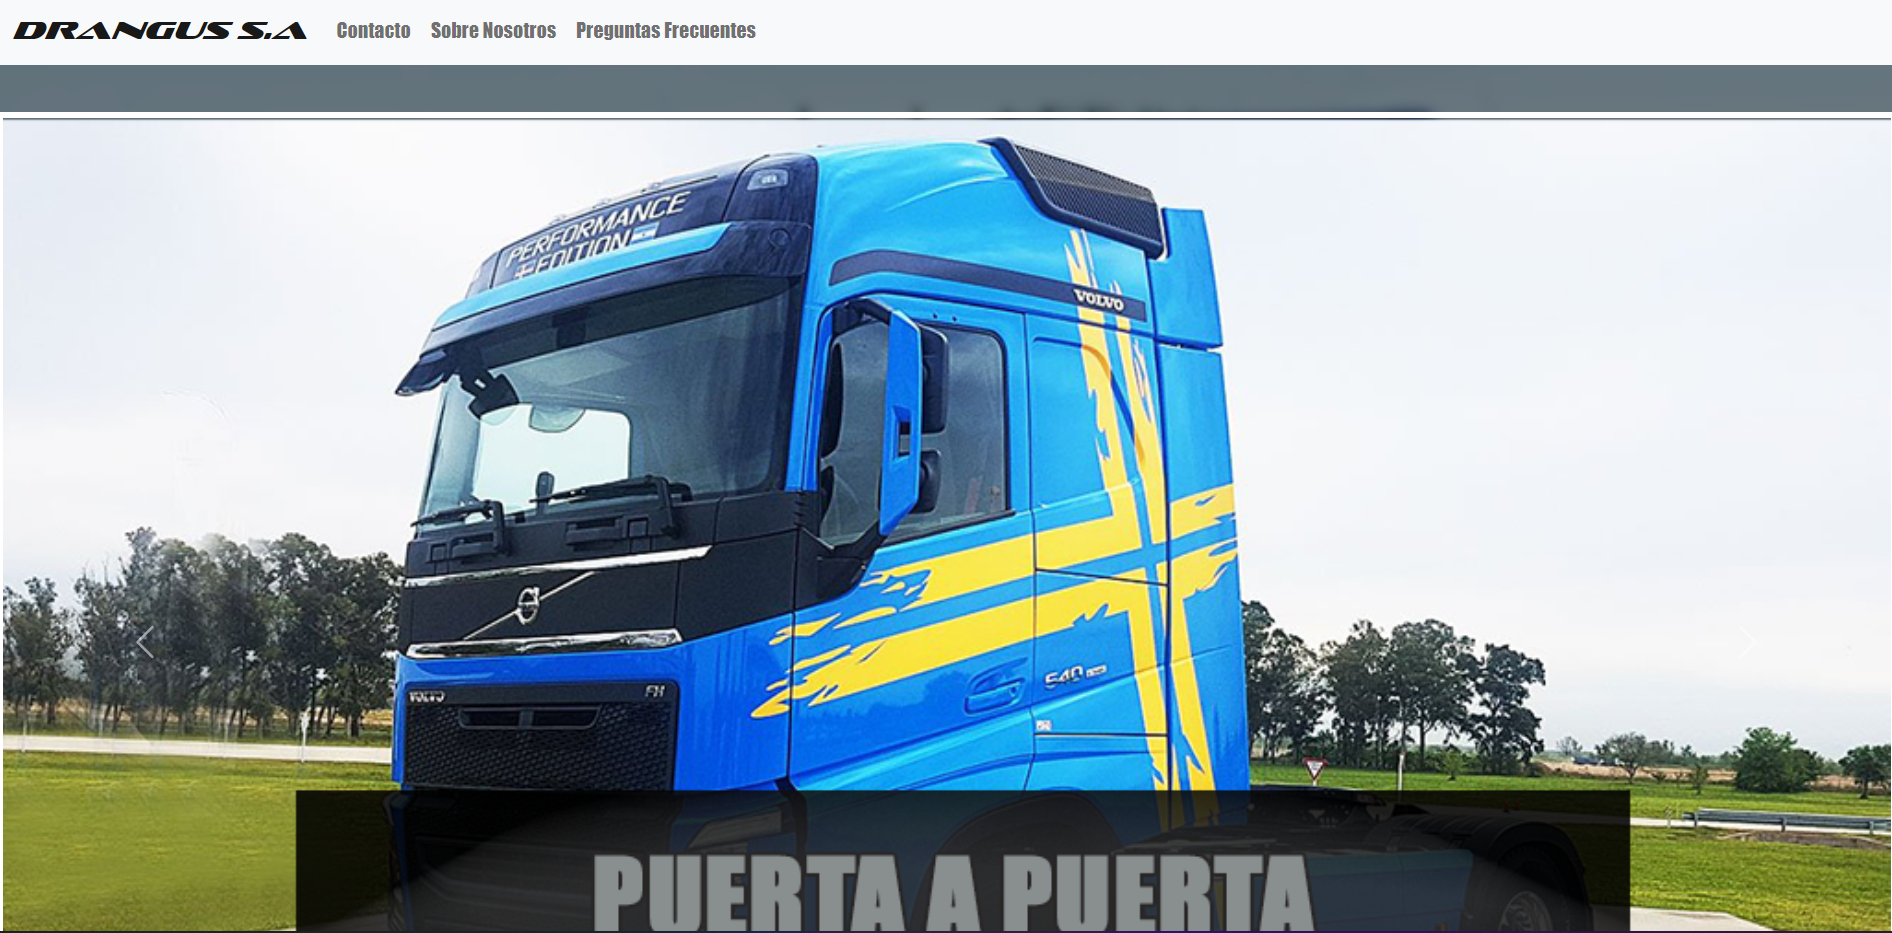 DRANGUS S.A
Contacto
Sobre Nosotros
Preguntas Frecuentes
PERFORMANCE
EDITION
VOLVO
540
VOLVO
FH
PUERTA A PUERTA